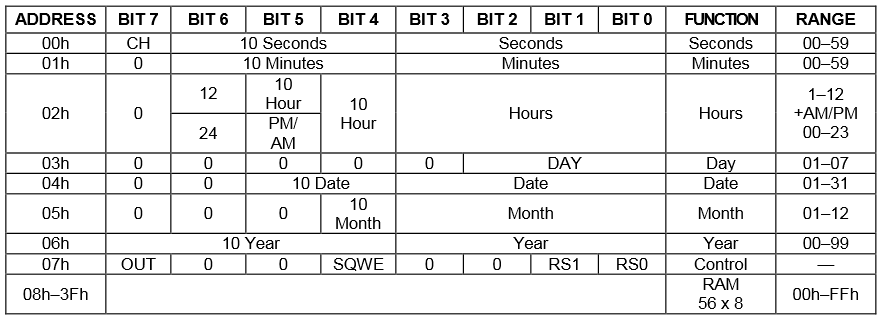 ADDRESS BIT 7 BIT 6 BIT 5 BIT 4 BIT 3 BIT 2 BIT 1 BIT 0 FUNCTION RANGE
00h CH 10 Seconds Seconds Seconds 00–59
01h 0 10 Minutes Minutes Minutes 00–59
02h 0 12 10 Hour 10 Hour Hours Hours 1–12 +AM/PM 00–23
24 PM/ AM
03h 0 0 0 0 0 DAY Day 01–07
04h 0 0 10 Date Date Date 01–31
05h 0 0 0 10 Month Month Month 01–12
06h 10 Year Year Year 00–99
07h OUT 0 0 SQWE 0 0 RS1 RS0 Control —
08h–3Fh RAM 56 x 8 00h–FFh